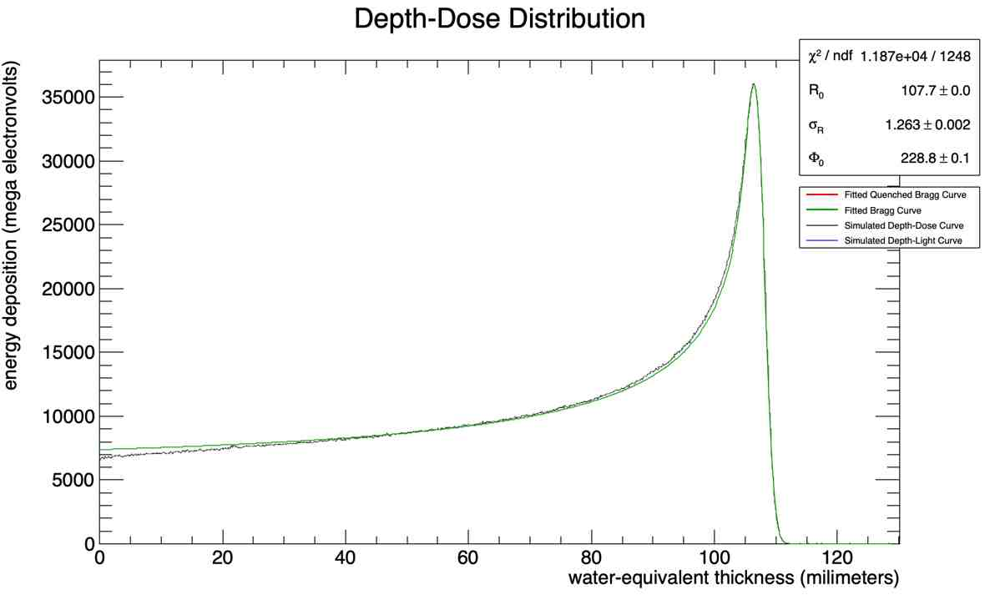 Depth-Dose Distribution
χ² / ndf 1.187e+04 / 1248
R₀ 107.7 ± 0.0
σR 1.263 ± 0.002
Φ₀ 228.8 ± 0.1
Fitted Quenched Bragg Curve
Fitted Bragg Curve
Simulated Depth-Dose Curve
Simulated Depth-Light Curve
energy deposition (mega electronvolts)
35000
30000
25000
20000
15000
10000
5000
0
0 20 40 60 80 100 120
water-equivalent thickness (milimeters)